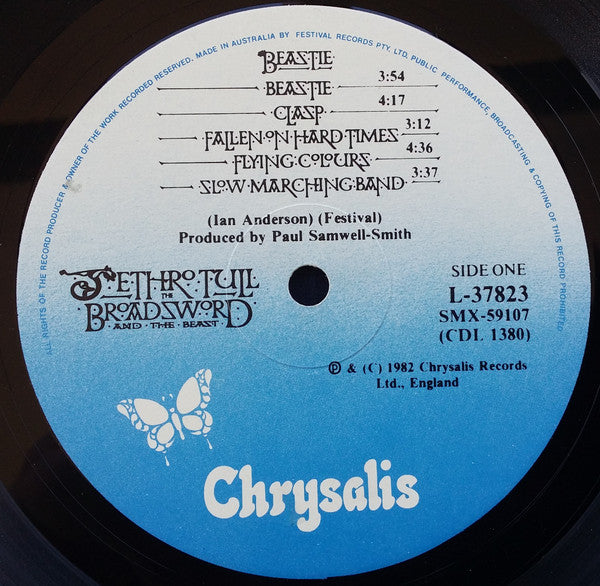 ALL RIGHTS OF THE RECORD PRODUCER & OWNER OF THE WORK RECORDED RESERVED. MADE IN AUSTRALIA BY FESTIVAL RECORDS PTY. LTD. PUBLIC PERFORMANCE, BROADCASTING & COPYING OF THIS RECORD PROHIBITED
BEASTIE
BEASTIE 3:54
CLASP 4:17
FALLEN·ON·HARD·TIMES 3:12
FLYING·COLOURS 4:36
SLOW·MARCHING·BAND 3:37
(Ian Anderson) (Festival)
Produced by Paul Samwell-Smith
JETHRO·TULL
THE
BROADSWORD
AND·THE·BEAST
SIDE ONE
L-37823
SMX-59107
(CDL 1380)
℗ & (C) 1982 Chrysalis Records
Ltd., England
Chrysalis